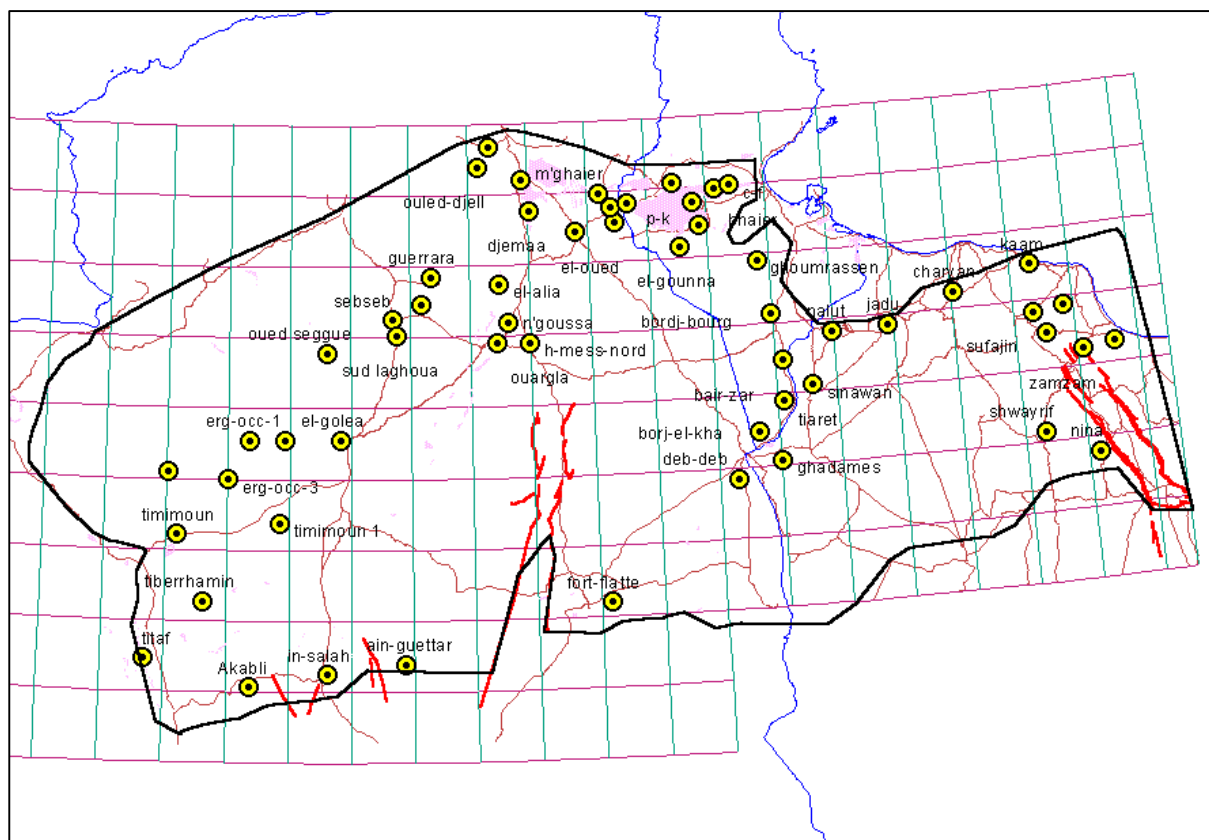 m'ghaier
c-f
ouled-djell
p-k
bhaier
djemaa
kaam
guerrara
el-oued
ghoumrassen
el-gounna
charyan
el-alia
sebseb
jadu
nalut
n'goussa
bordj-bourg
oued seggue
h-mess-nord
sufajin
sud laghoua
ouargla
zamzam
bair-zar
sinawan
erg-occ-1
el-golea
tiaret
shwayrif
borj-el-kha
nina
deb-deb
ghadames
erg-occ-3
timimoun
timimoun 1
tiberrhamin
fort-flatte
titaf
in-salah
ain-guettar
Akabli